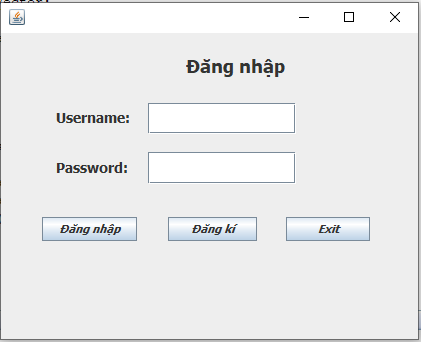 Đăng nhập
Username:
Password:
Đăng nhập Đăng kí Exit